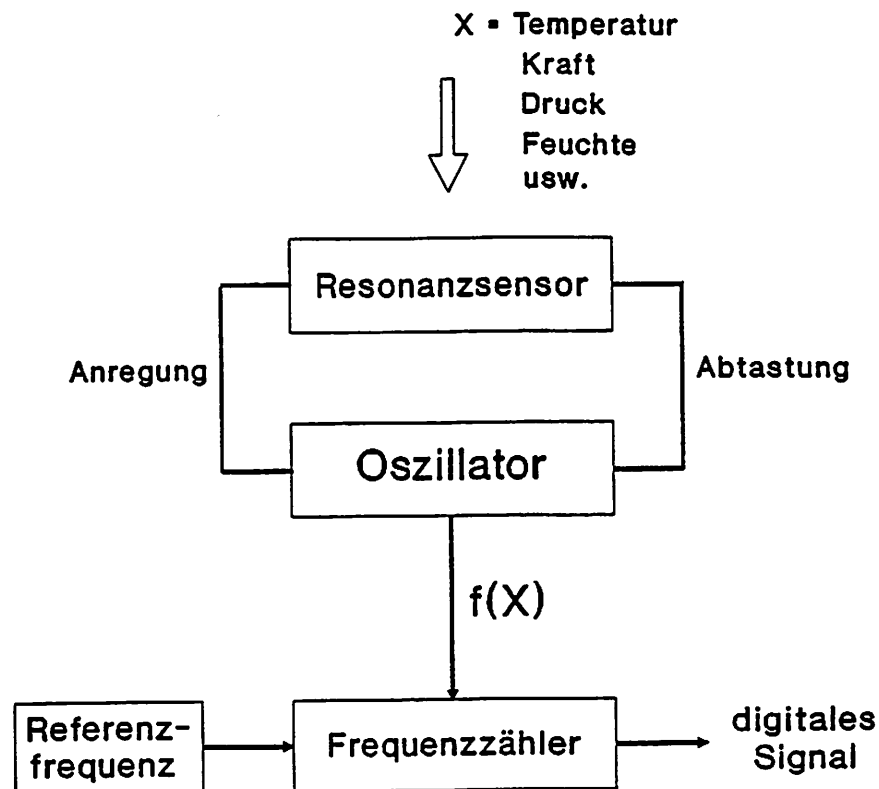 X = Temperatur
Kraft
Druck
Feuchte
usw.
Resonanzsensor
Anregung
Abtastung
Oszillator
f(X)
Referenz-
frequenz
Frequenzzähler
digitales
Signal